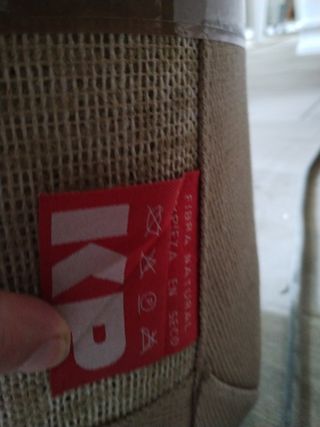 KP
FIBRA NATURAL
LIMPIEZA EN SECO